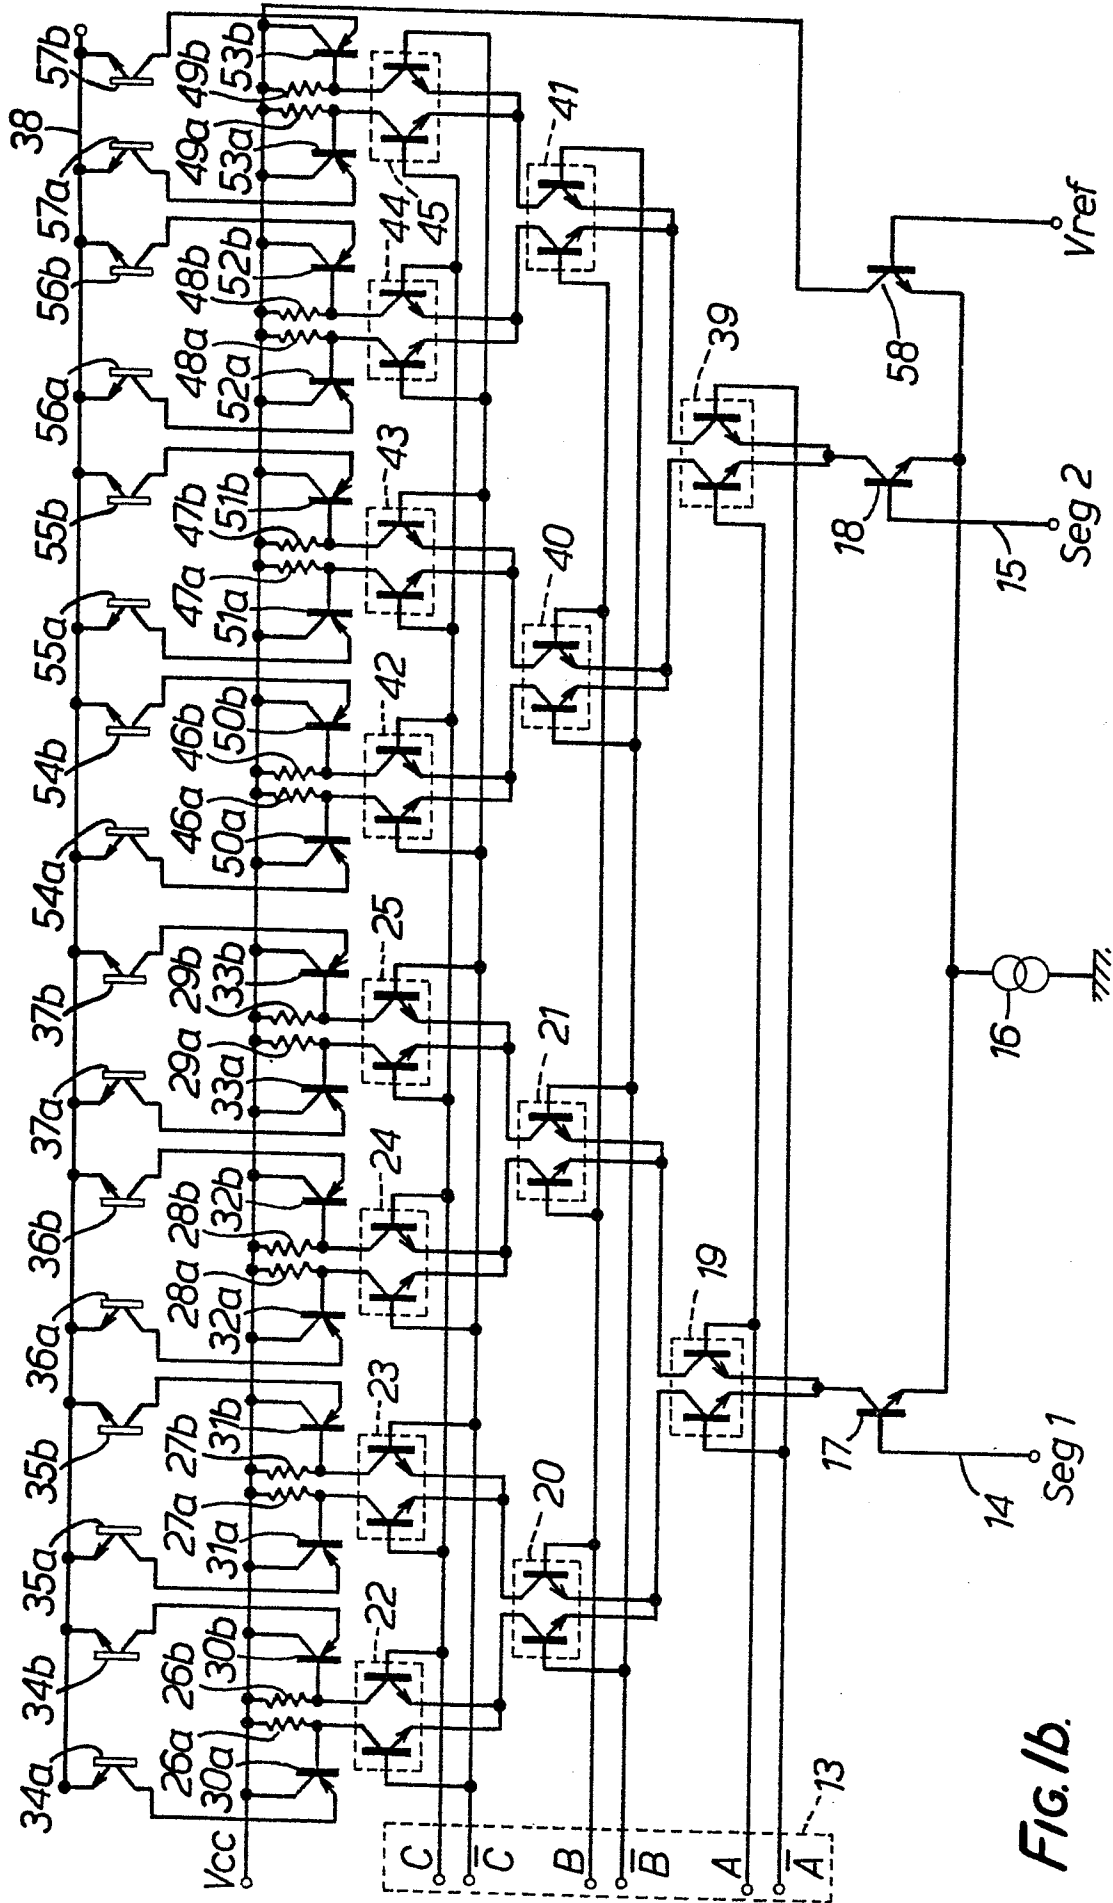 34a 34b 35a 35b 36a 36b 37a 37b 54a 54b 55a 55b 56a 56b 57a 38 57b
26a 26b 27a 27b 28a 28b 29a 29b 46a 46b 47a 47b 48a 48b 49a 49b
30a 30b 31a 31b 32a 32b 33a 33b 50a 50b 51a 51b 52a 52b 53a 53b
Vcc
22 23 24 25 42 43 44 45
C
C̅
20 21 40 41
B
B̅
19 39
A
A̅
13
17 18 58
14 16 15
Seg 1 Seg 2 Vref
FIG. 1b.